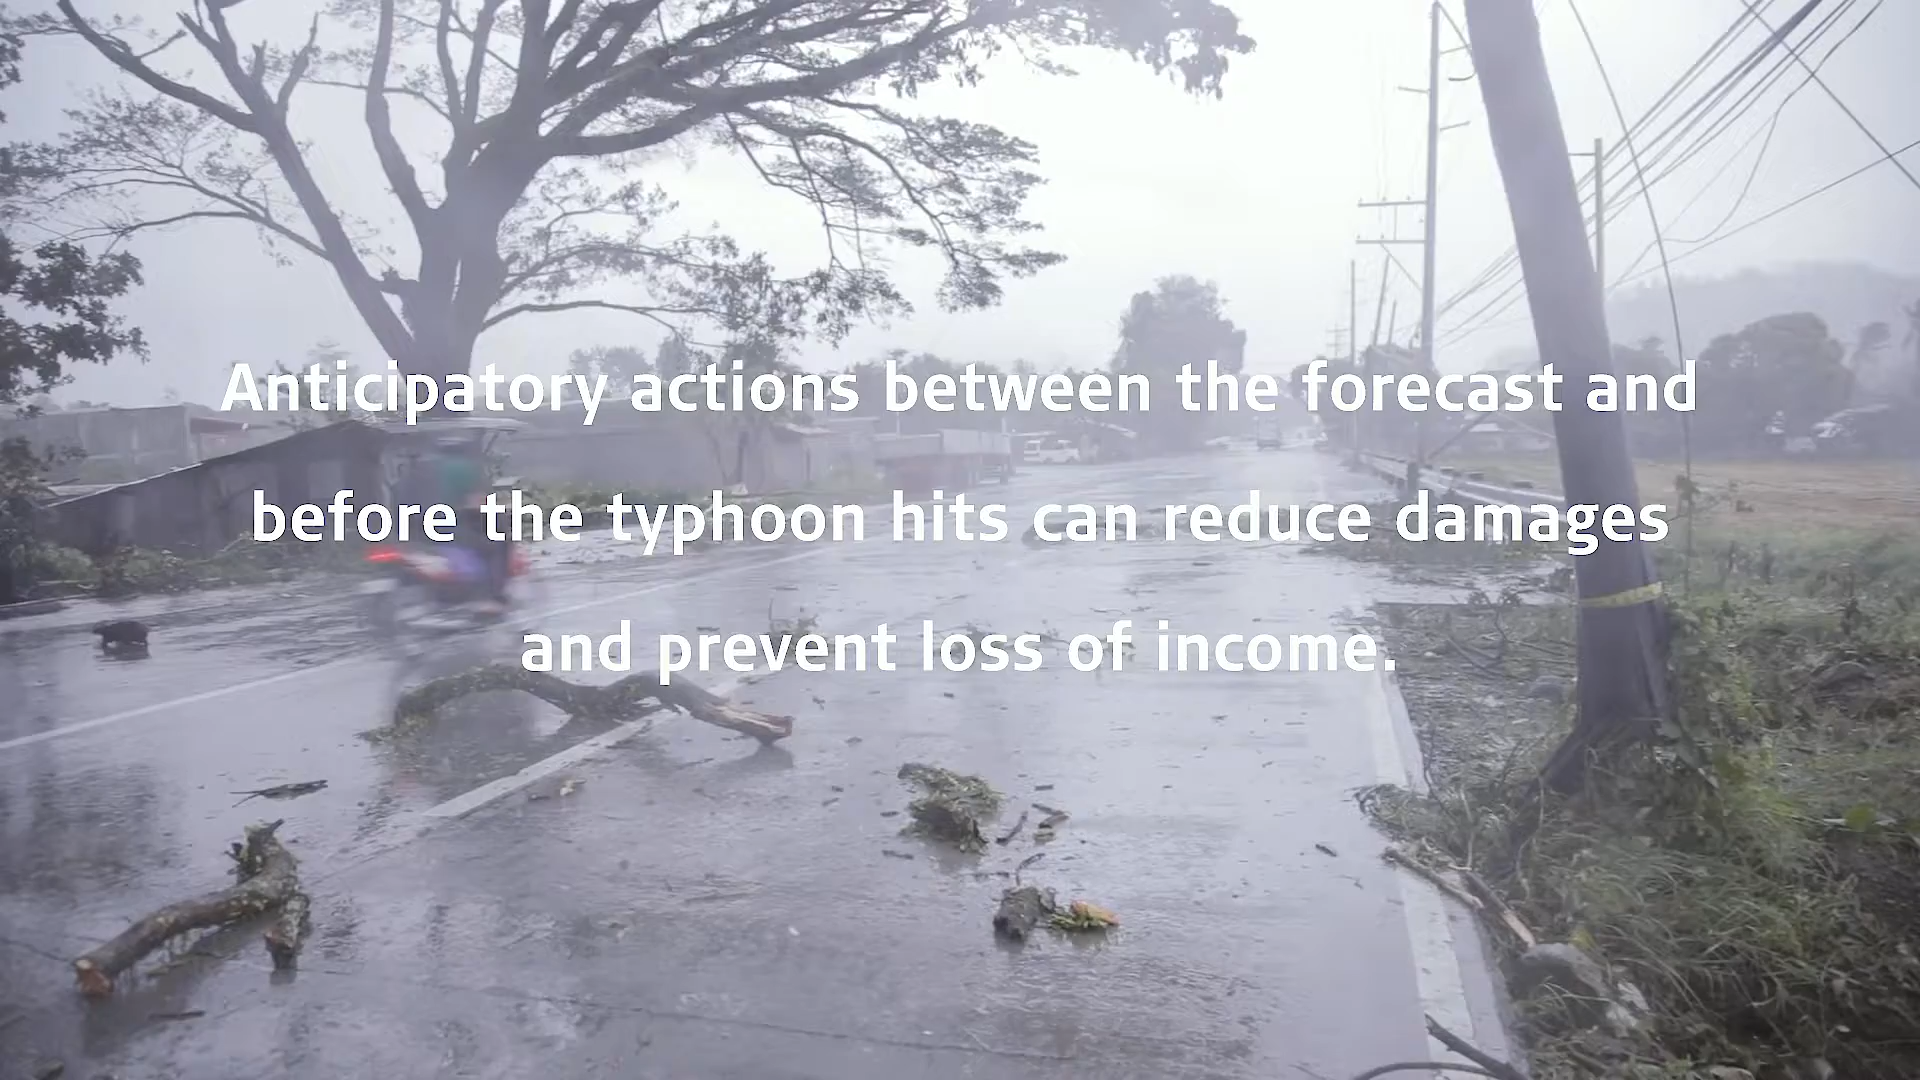 Anticipatory actions between the forecast and
before the typhoon hits can reduce damages
and prevent loss of income.